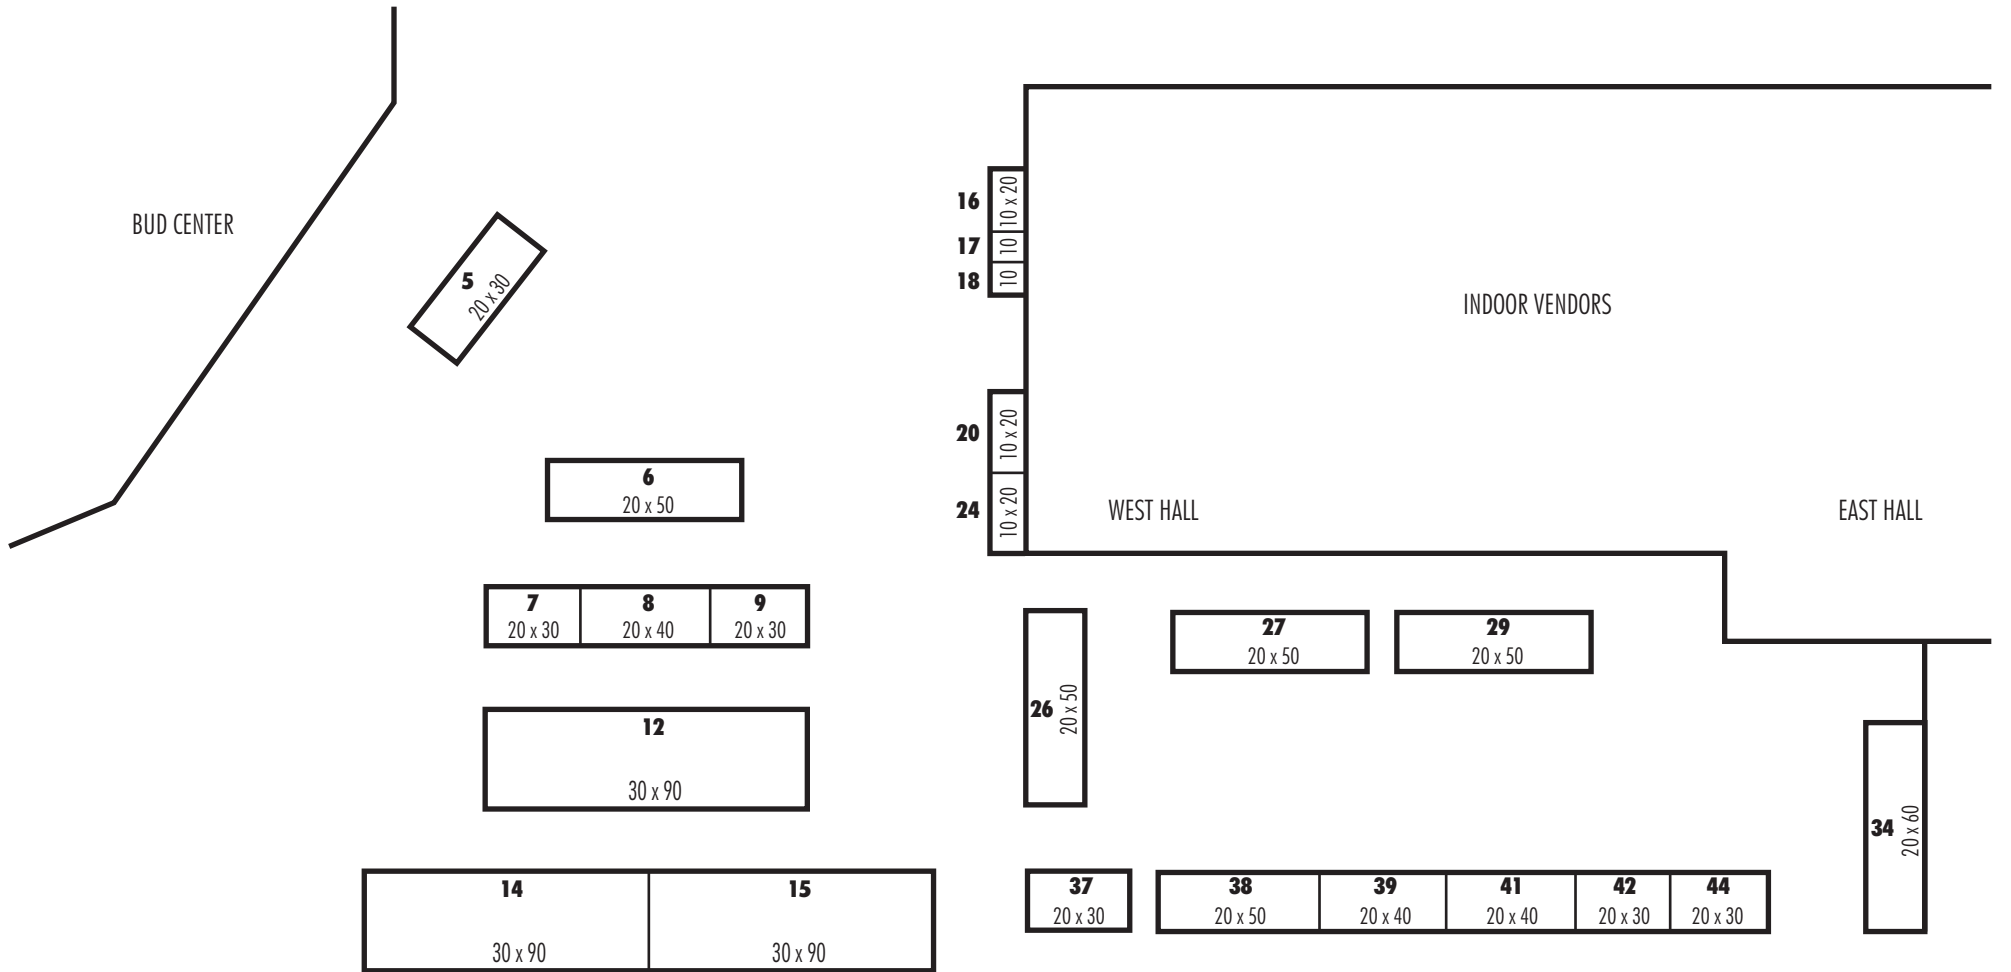 BUD CENTER
5
20 x 30
6
20 x 50
7
20 x 30
8
20 x 40
9
20 x 30
12
30 x 90
14
30 x 90
15
30 x 90
16
10 x 20
17
10
18
10
20
10 x 20
24
10 x 20
INDOOR VENDORS
WEST HALL
EAST HALL
26
20 x 50
27
20 x 50
29
20 x 50
34
20 x 60
37
20 x 30
38
20 x 50
39
20 x 40
41
20 x 40
42
20 x 30
44
20 x 30